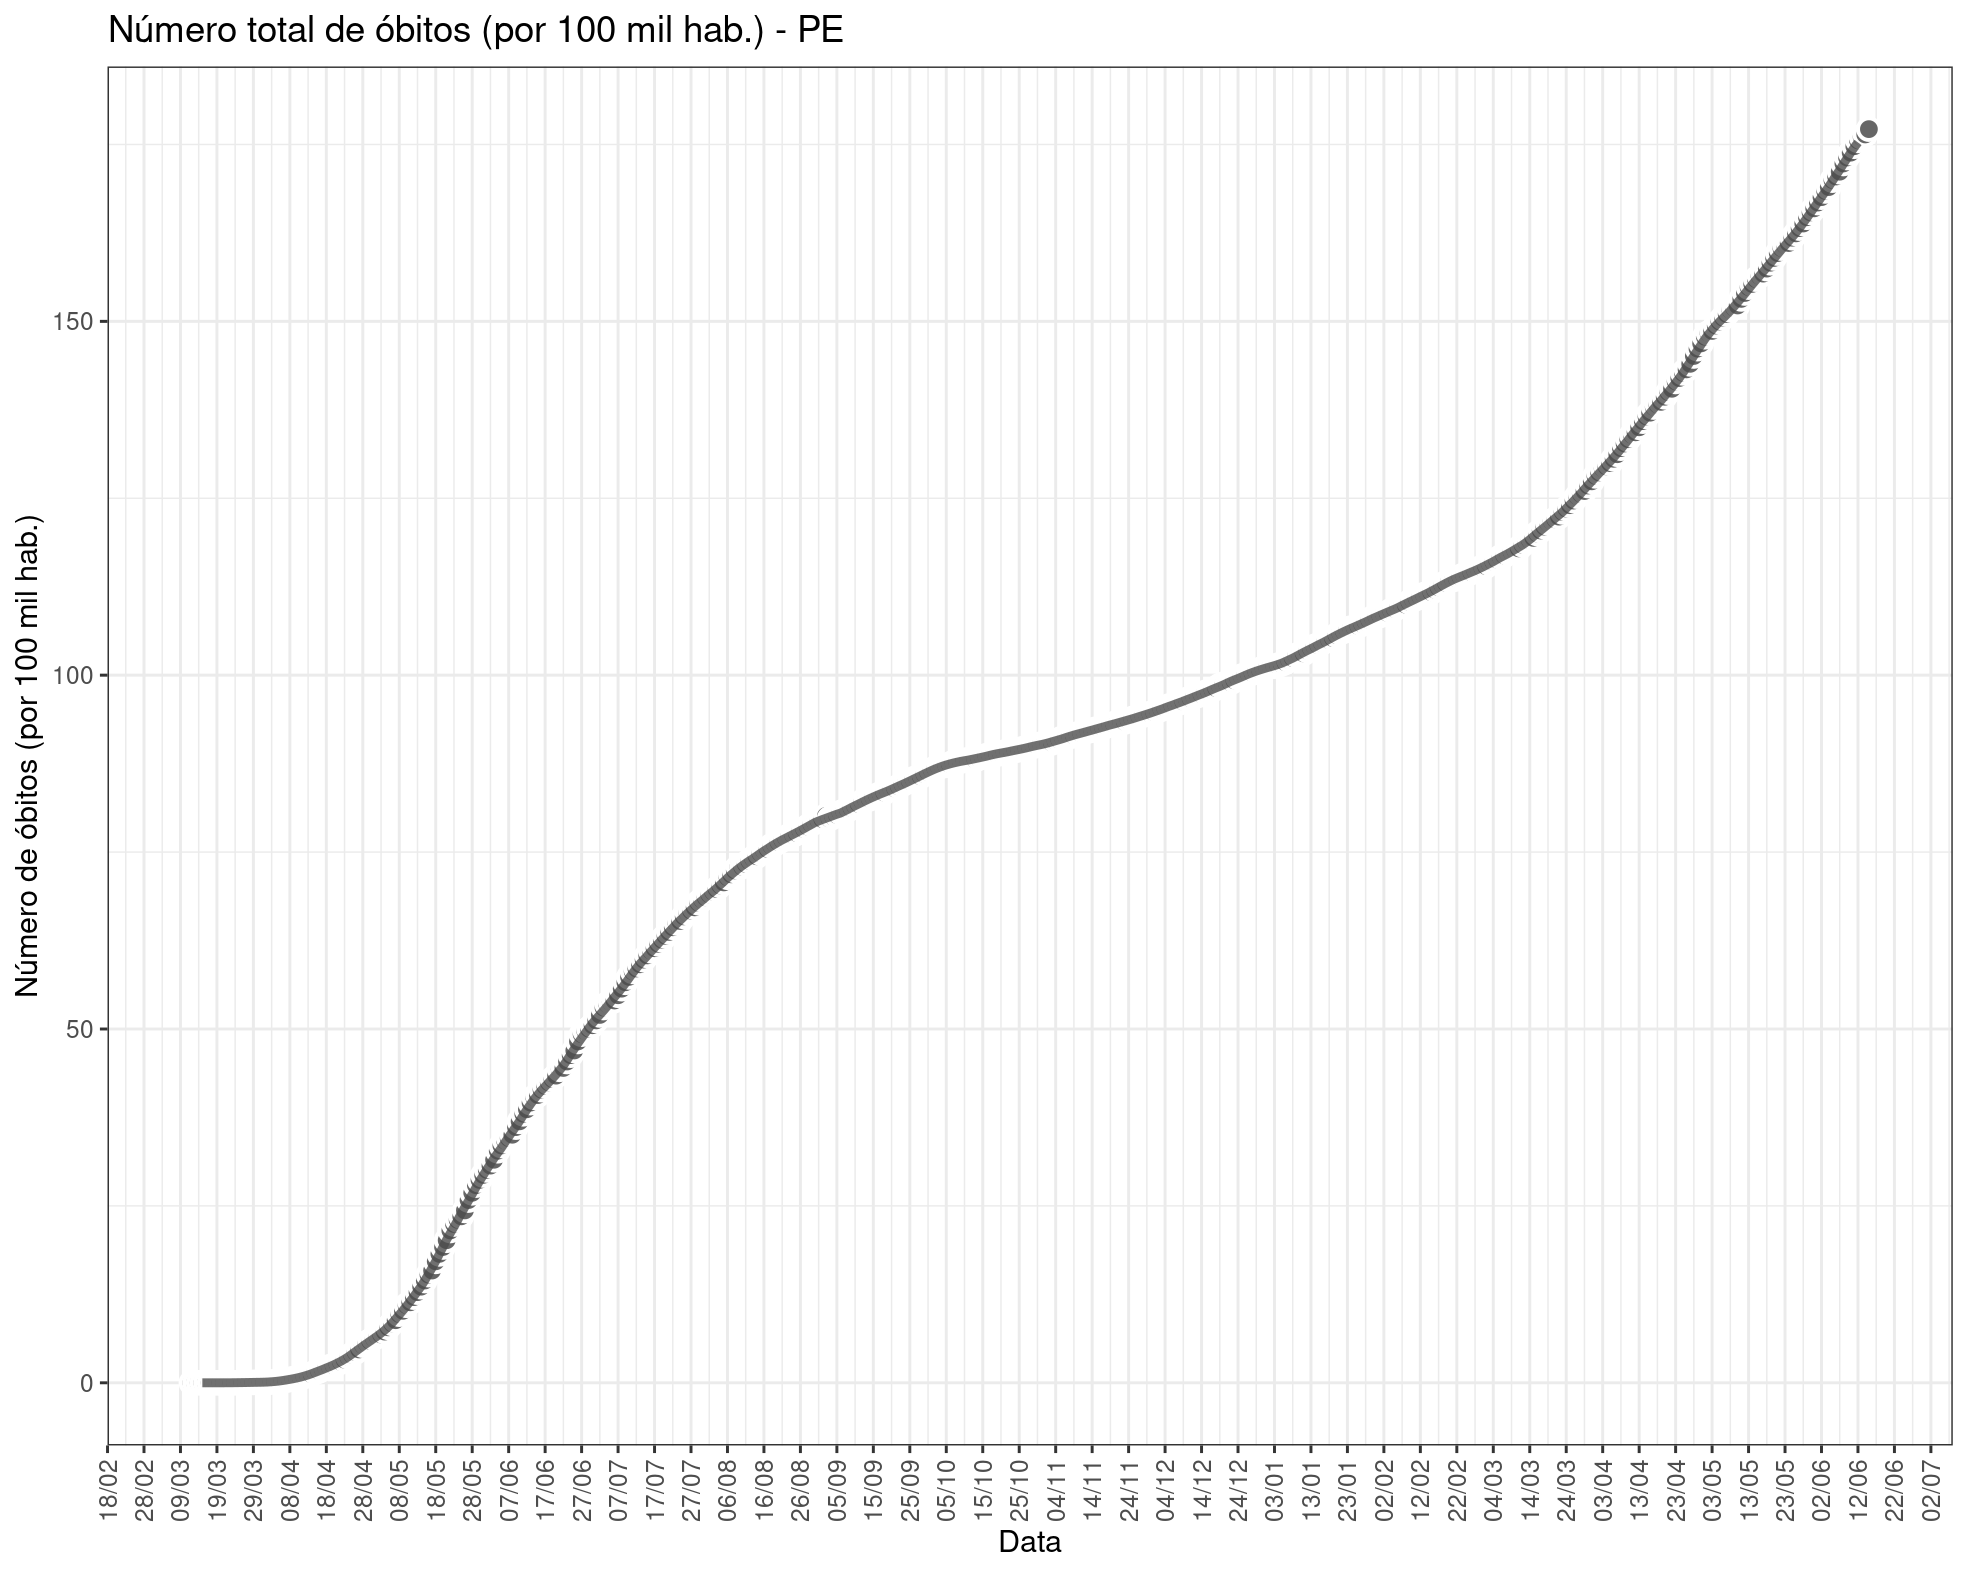 Número total de óbitos (por 100 mil hab.) - PE
Número de óbitos (por 100 mil hab.)
150
100
50
0
18/02 28/02 09/03 19/03 29/03 08/04 18/04 28/04 08/05 18/05 28/05 07/06 17/06 27/06 07/07 17/07 27/07 06/08 16/08 26/08 05/09 15/09 25/09 05/10 15/10 25/10 04/11 14/11 24/11 04/12 14/12 24/12 03/01 13/01 23/01 02/02 12/02 22/02 04/03 14/03 24/03 03/04 13/04 23/04 03/05 13/05 23/05 02/06 12/06 22/06 02/07
Data